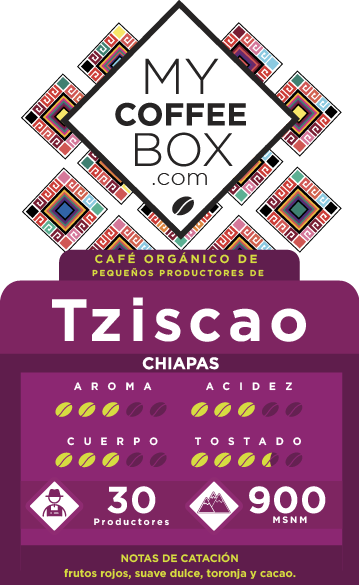 MY
COFFEE
BOX
.com
CAFÉ ORGÁNICO DE
PEQUEÑOS PRODUCTORES DE
Tziscao
CHIAPAS
AROMA ACIDEZ
CUERPO TOSTADO
30 900
Productores MSNM
NOTAS DE CATACIÓN
frutos rojos, suave dulce, toronja y cacao.